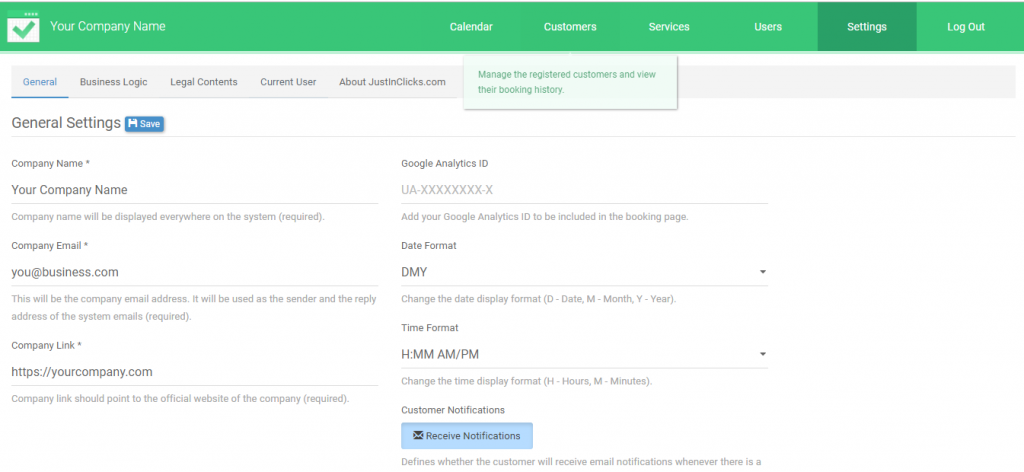 Your Company Name
Calendar
Customers
Services
Users
Settings
Log Out
Manage the registered customers and view
their booking history.
General
Business Logic
Legal Contents
Current User
About JustInClicks.com
General Settings
Save
Company Name *
Your Company Name
Company name will be displayed everywhere on the system (required).
Company Email *
you@business.com
This will be the company email address. It will be used as the sender and the reply
address of the system emails (required).
Company Link *
https://yourcompany.com
Company link should point to the official website of the company (required).
Google Analytics ID
UA-XXXXXXXX-X
Add your Google Analytics ID to be included in the booking page.
Date Format
DMY
Change the date display format (D - Date, M - Month, Y - Year).
Time Format
H:MM AM/PM
Change the time display format (H - Hours, M - Minutes).
Customer Notifications
Receive Notifications
Defines whether the customer will receive email notifications whenever there is a